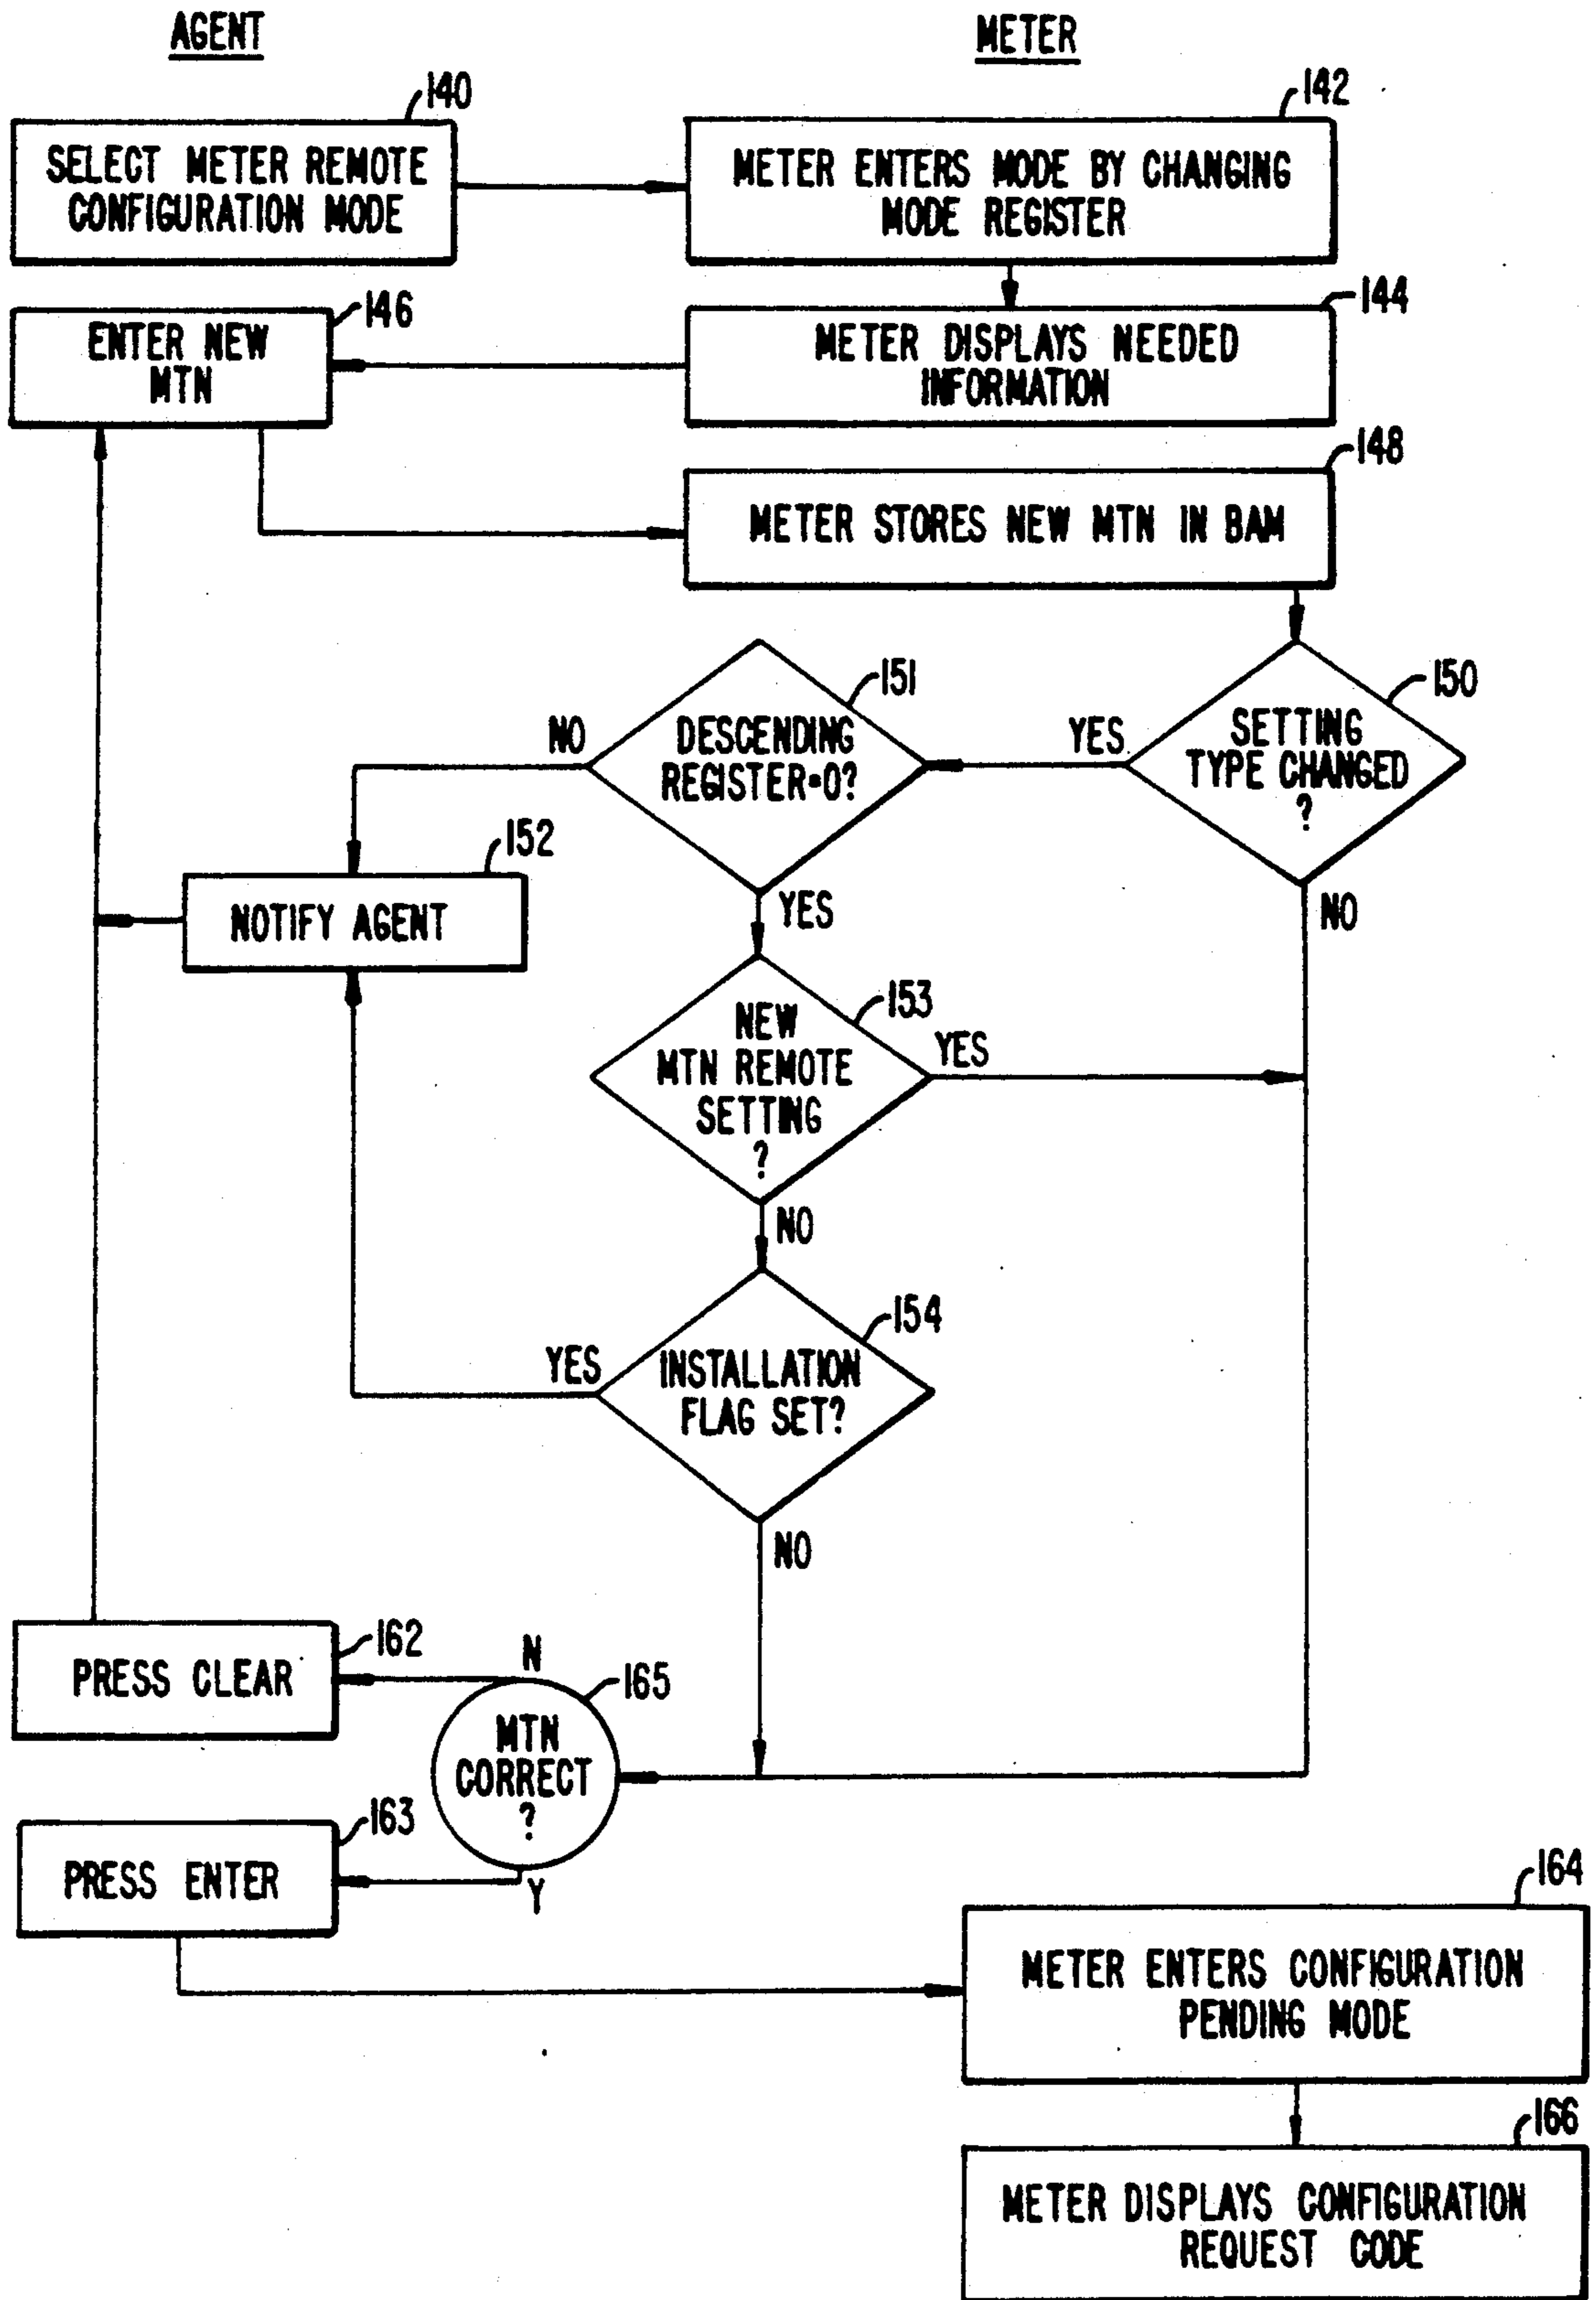 AGENT
METER
140
SELECT METER REMOTE
CONFIGURATION MODE
142
METER ENTERS MODE BY CHANGING
MODE REGISTER
146
ENTER NEW
MTN
144
METER DISPLAYS NEEDED
INFORMATION
148
METER STORES NEW MTN IN BAM
150
SETTING
TYPE CHANGED
?
YES
NO
151
DESCENDING
REGISTER=0?
NO
YES
152
NOTIFY AGENT
153
NEW
MTN REMOTE
SETTING
?
YES
NO
154
INSTALLATION
FLAG SET?
YES
NO
162
PRESS CLEAR
N
165
MTN
CORRECT
?
Y
163
PRESS ENTER
164
METER ENTERS CONFIGURATION
PENDING MODE
166
METER DISPLAYS CONFIGURATION
REQUEST CODE